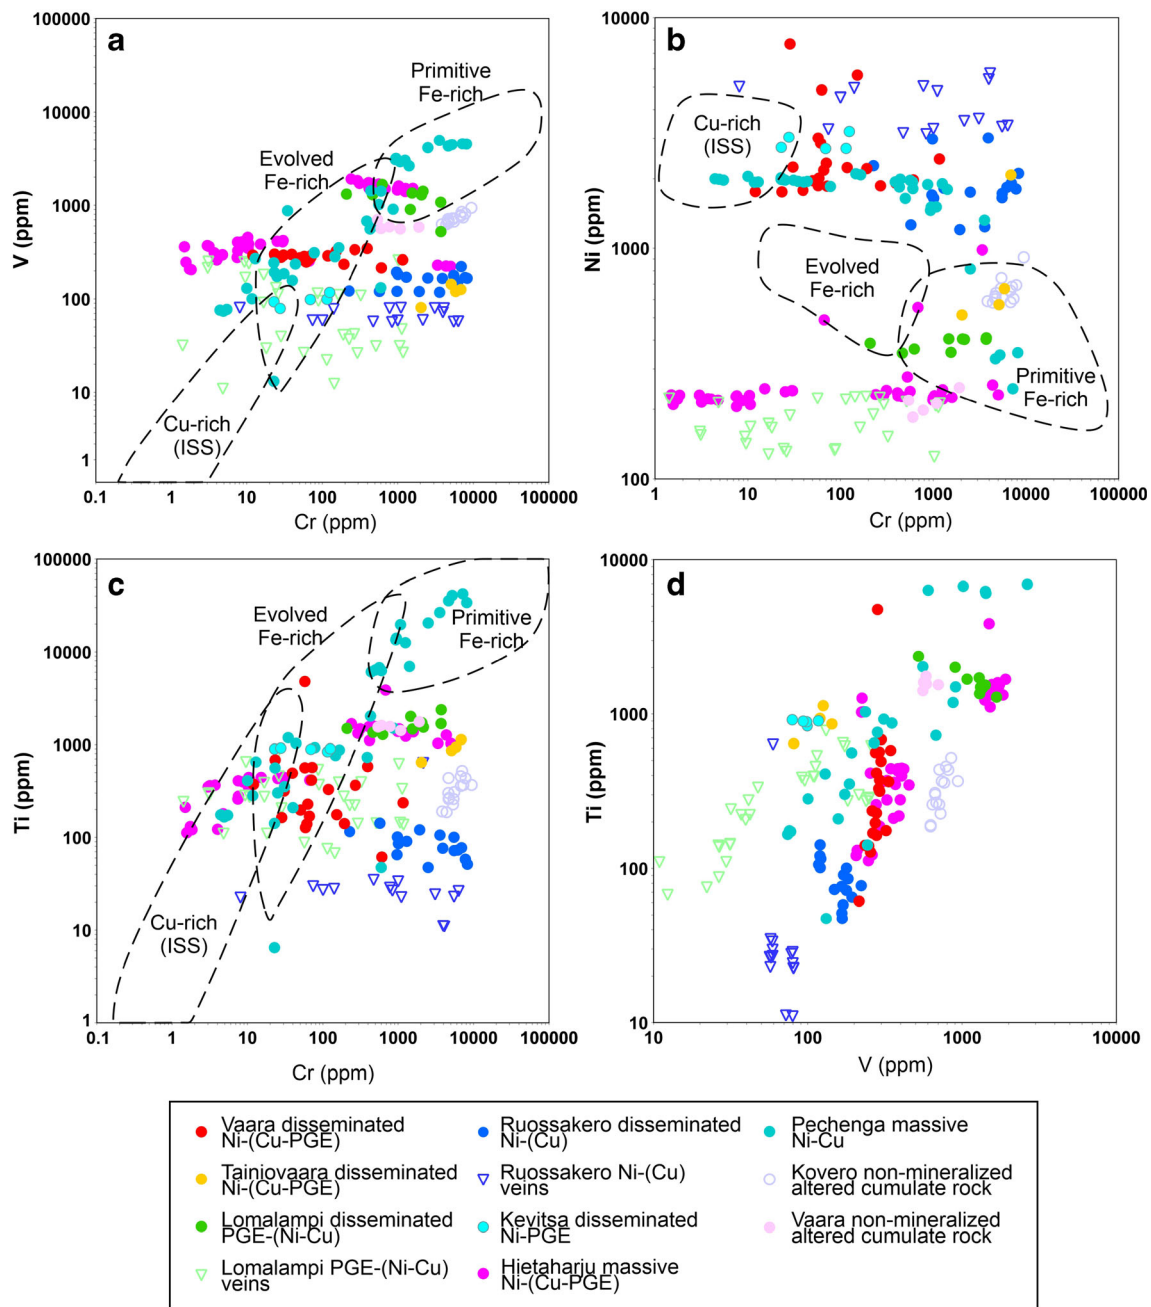 a
100000
10000
1000
100
10
1
0.1
1
10
100
1000
10000
100000
V (ppm)
Cr (ppm)
Primitive
Fe-rich
Evolved
Fe-rich
Cu-rich
(ISS)
b
10000
1000
100
1
10
100
1000
10000
100000
Ni (ppm)
Cr (ppm)
Cu-rich
(ISS)
Evolved
Fe-rich
Primitive
Fe-rich
c
100000
10000
1000
100
10
1
0.1
1
10
100
1000
10000
100000
Ti (ppm)
Cr (ppm)
Evolved
Fe-rich
Primitive
Fe-rich
Cu-rich
(ISS)
d
10000
1000
100
10
10
100
1000
10000
Ti (ppm)
V (ppm)
Vaara disseminated
Ni-(Cu-PGE)
Tainiovaara disseminated
Ni-(Cu-PGE)
Lomalampi disseminated
PGE-(Ni-Cu)
Lomalampi PGE-(Ni-Cu)
veins
Ruossakero disseminated
Ni-(Cu)
Ruossakero Ni-(Cu)
veins
Kevitsa disseminated
Ni-PGE
Hietaharju massive
Ni-(Cu-PGE)
Pechenga massive
Ni-Cu
Kovero non-mineralized
altered cumulate rock
Vaara non-mineralized
altered cumulate rock